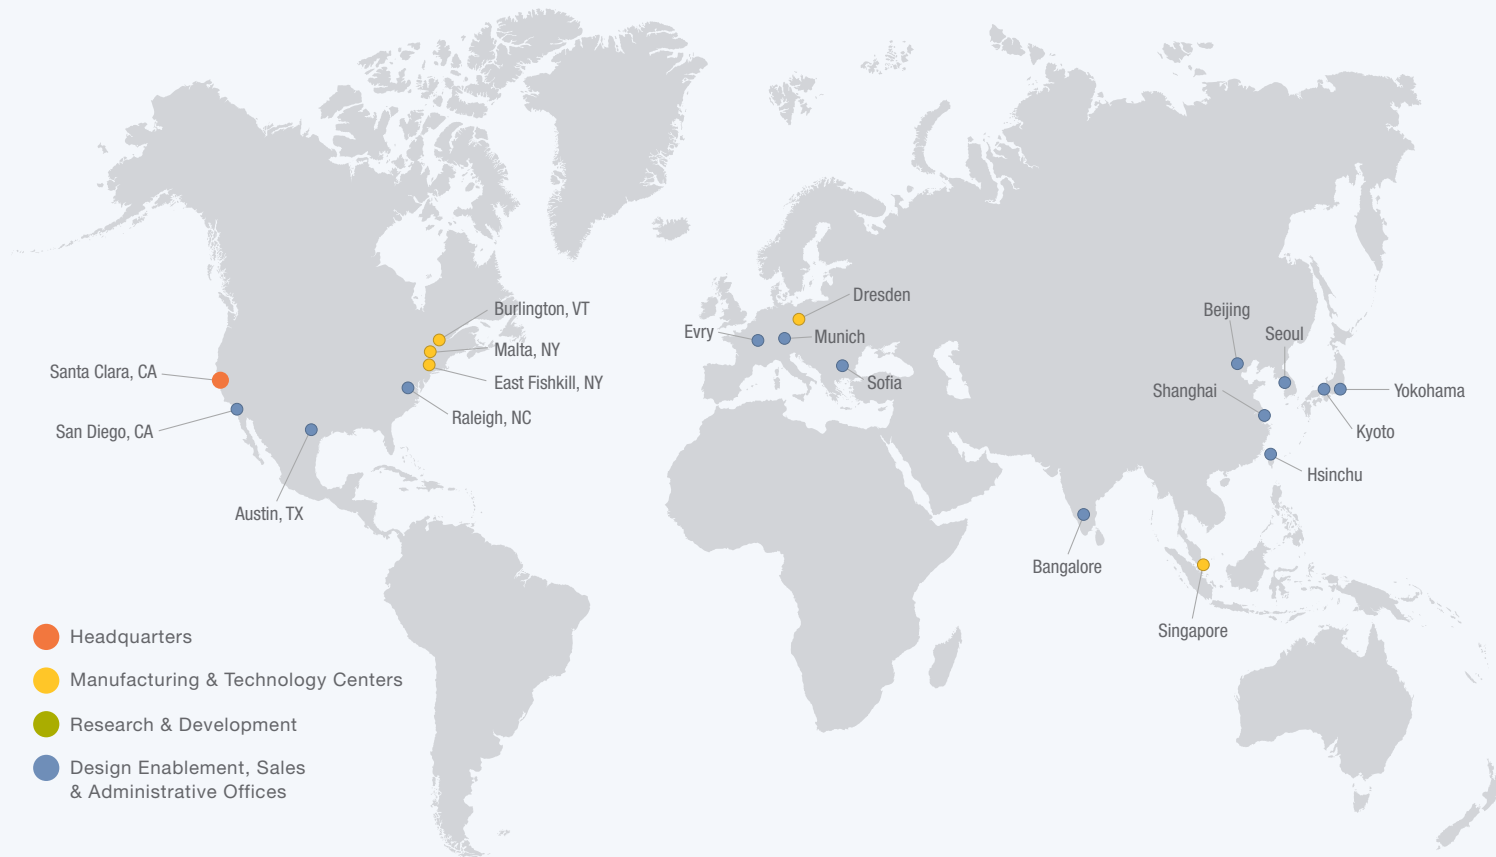 Burlington, VT
Malta, NY
East Fishkill, NY
Santa Clara, CA
San Diego, CA
Raleigh, NC
Austin, TX
Dresden
Evry
Munich
Sofia
Beijing
Seoul
Shanghai
Yokohama
Kyoto
Hsinchu
Bangalore
Singapore
Headquarters
Manufacturing & Technology Centers
Research & Development
Design Enablement, Sales
& Administrative Offices